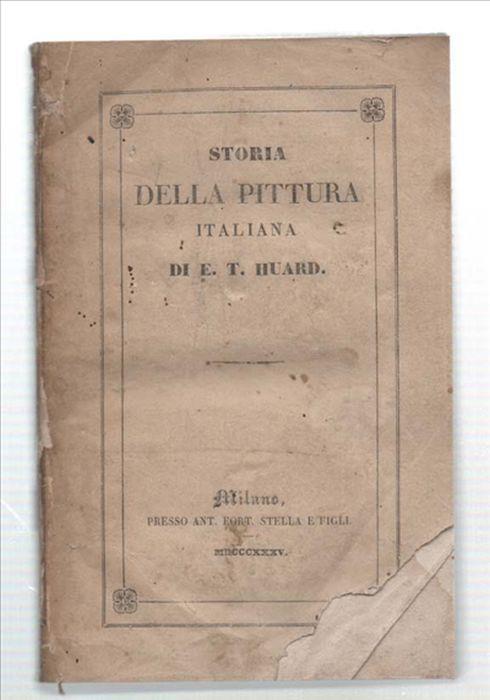 STORIA
DELLA PITTURA
ITALIANA
DI E. T. HUARD.
Milano,
PRESSO ANT. FORT. STELLA E FIGLI.
MDCCCXXXV.